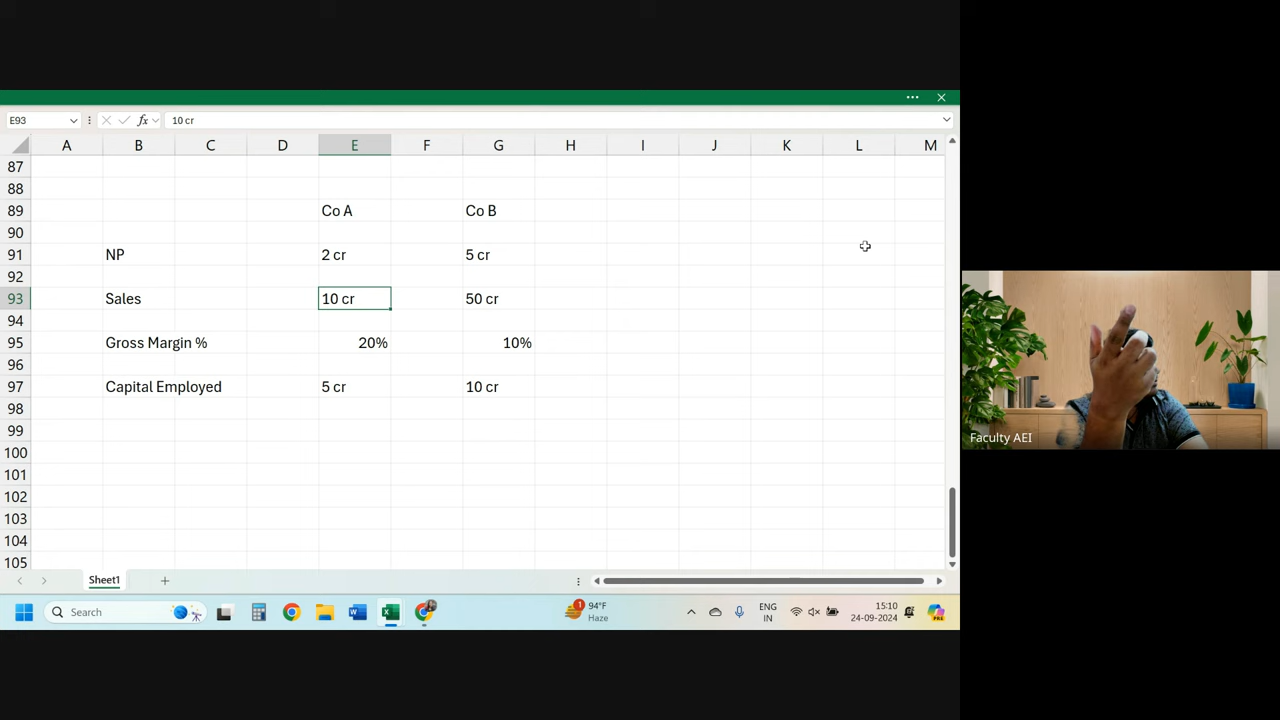 E93 fx 10 cr
A B C D E F G H I J K L M
87
88
89 Co A Co B
90
91 NP 2 cr 5 cr
92
93 Sales 10 cr 50 cr
94
95 Gross Margin % 20% 10%
96
97 Capital Employed 5 cr 10 cr
98
99
100
101
102
103
104
105
Faculty AEI
Sheet1
Search
1
94°F
Haze
ENG
IN
15:10
24-09-2024
PRE